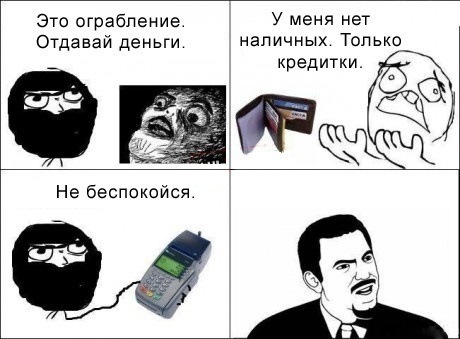 Это ограбление.
Отдавай деньги.
У меня нет
наличных. Только
кредитки.
Не беспокойся.